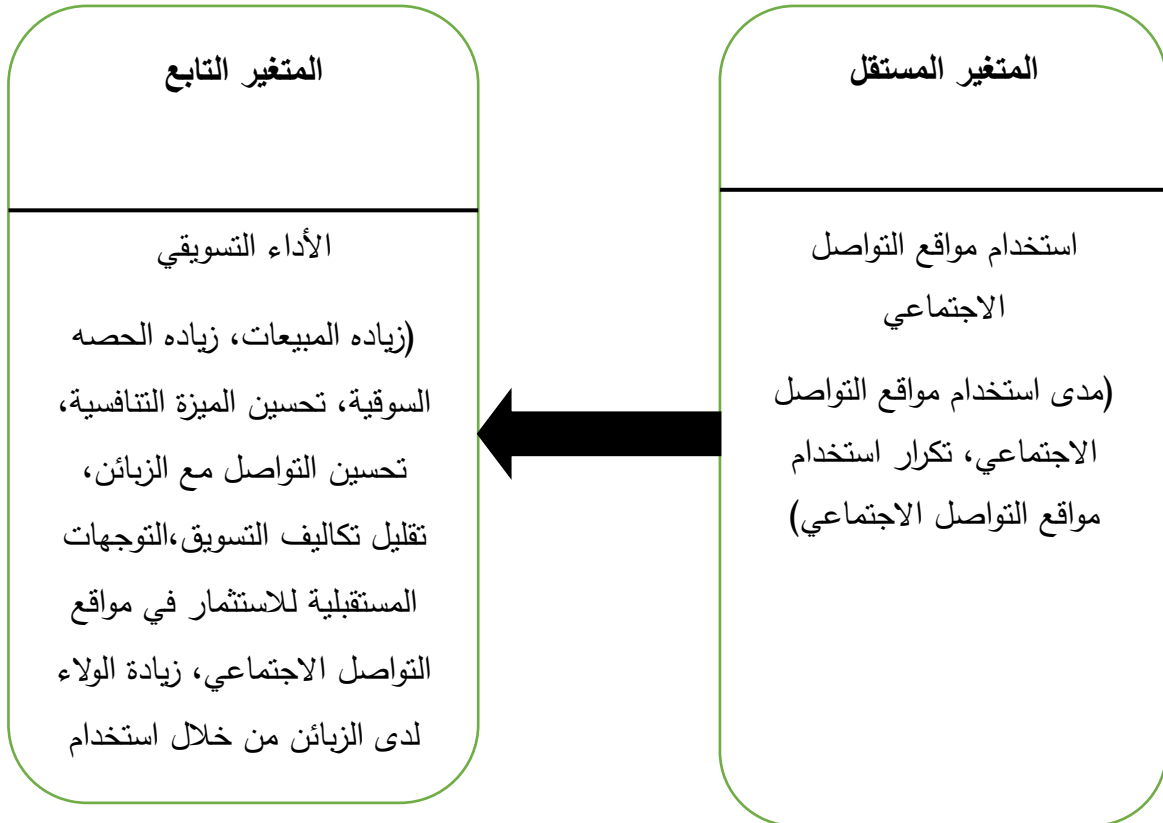 المتغير المستقل
استخدام مواقع التواصل
الاجتماعي
(مدى استخدام مواقع التواصل
الاجتماعي، تكرار استخدام
مواقع التواصل الاجتماعي)
المتغير التابع
الأداء التسويقي
(زياده المبيعات، زياده الحصه
السوقية، تحسين الميزة التنافسية،
تحسين التواصل مع الزبائن،
تقليل تكاليف التسويق،التوجهات
المستقبلية للاستثمار في مواقع
التواصل الاجتماعي، زيادة الولاء
لدى الزبائن من خلال استخدام